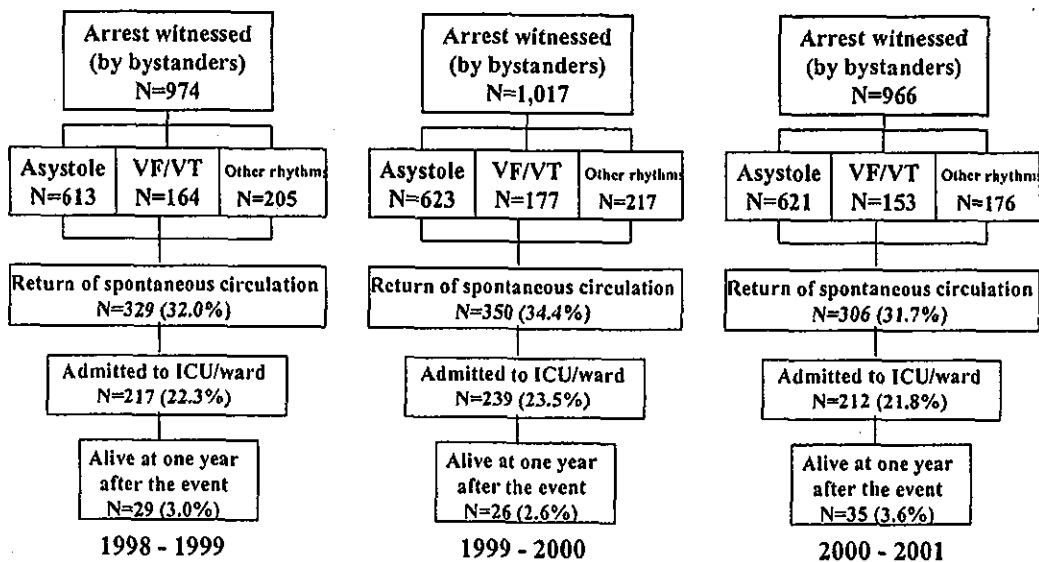 Arrest witnessed
(by bystanders)
N=974
Asystole
N=613
VF/VT
N=164
Other rhythms
N=205
Return of spontaneous circulation
N=329 (32.0%)
Admitted to ICU/ward
N=217 (22.3%)
Alive at one year
after the event
N=29 (3.0%)
1998 - 1999
Arrest witnessed
(by bystanders)
N=1,017
Asystole
N=623
VF/VT
N=177
Other rhythms
N=217
Return of spontaneous circulation
N=350 (34.4%)
Admitted to ICU/ward
N=239 (23.5%)
Alive at one year
after the event
N=26 (2.6%)
1999 - 2000
Arrest witnessed
(by bystanders)
N=966
Asystole
N=621
VF/VT
N=153
Other rhythms
N=176
Return of spontaneous circulation
N=306 (31.7%)
Admitted to ICU/ward
N=212 (21.8%)
Alive at one year
after the event
N=35 (3.6%)
2000 - 2001